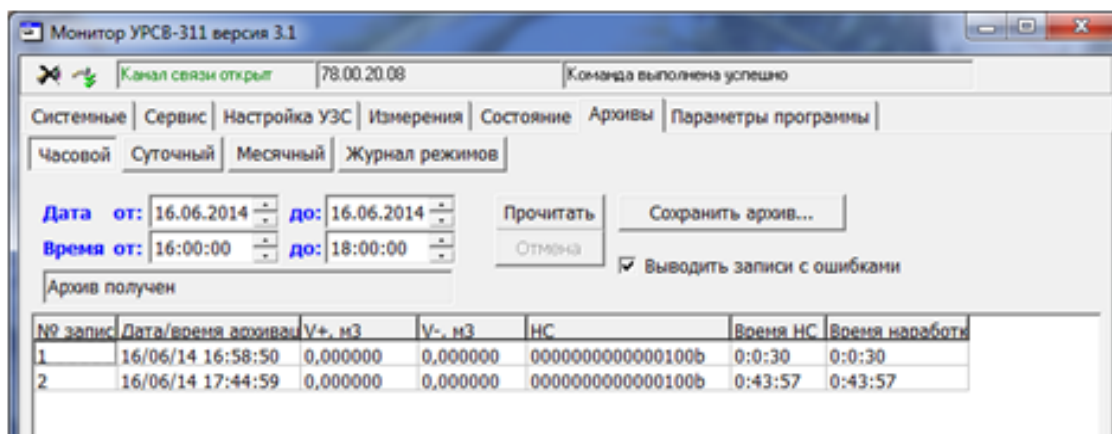 Монитор УРСВ-311 версия 3.1
Канал связи открыт 78.00.20.08 Команда выполнена успешно
Системные Сервис Настройка УЗС Измерения Состояние Архивы Параметры программы
Часовой Суточный Месячный Журнал режимов
Дата от: 16.06.2014 до: 16.06.2014 Прочитать Сохранить архив...
Время от: 16:00:00 до: 18:00:00 Отмена
Выводить записи с ошибками
Архив получен
№ запис Дата/время архивац V+, м3 V-, м3 НС Время НС Время наработк
1 16/06/14 16:58:50 0,000000 0,000000 0000000000000100b 0:0:30 0:0:30
2 16/06/14 17:44:59 0,000000 0,000000 0000000000000100b 0:43:57 0:43:57